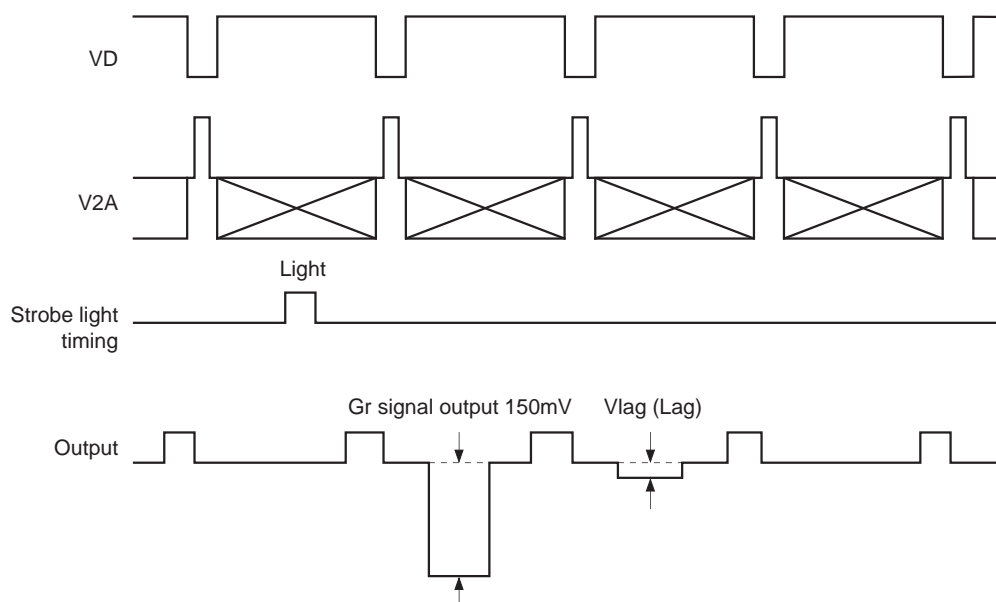 VD
V2A
Light
Strobe light
timing
Gr signal output 150mV
Vlag (Lag)
Output